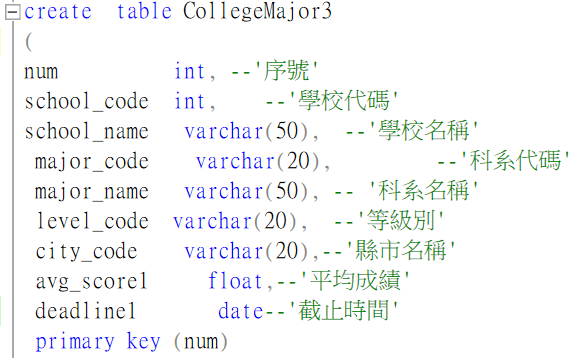 create table CollegeMajor3
(
num int, --'序號'
school_code int, --'學校代碼'
school_name varchar(50), --'學校名稱'
major_code varchar(20), --'科系代碼'
major_name varchar(50), -- '科系名稱'
level_code varchar(20), --'等級別'
city_code varchar(20),--'縣市名稱'
avg_score1 float,--'平均成績'
deadline1 date--'截止時間'
primary key (num)